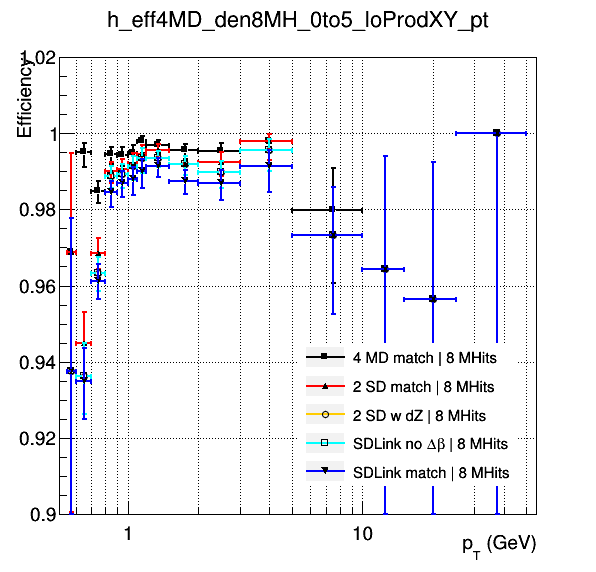 h_eff4MD_den8MH_0to5_loProdXY_pt
Efficiency
1.02
1
0.98
0.96
0.94
0.92
0.9
4 MD match | 8 MHits
2 SD match | 8 MHits
2 SD w dZ | 8 MHits
SDLink no Δβ | 8 MHits
SDLink match | 8 MHits
1
10
p_T (GeV)